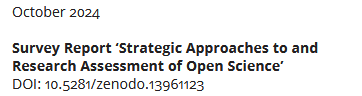 October 2024
Survey Report ‘Strategic Approaches to and
Research Assessment of Open Science’
DOI: 10.5281/zenodo.13961123